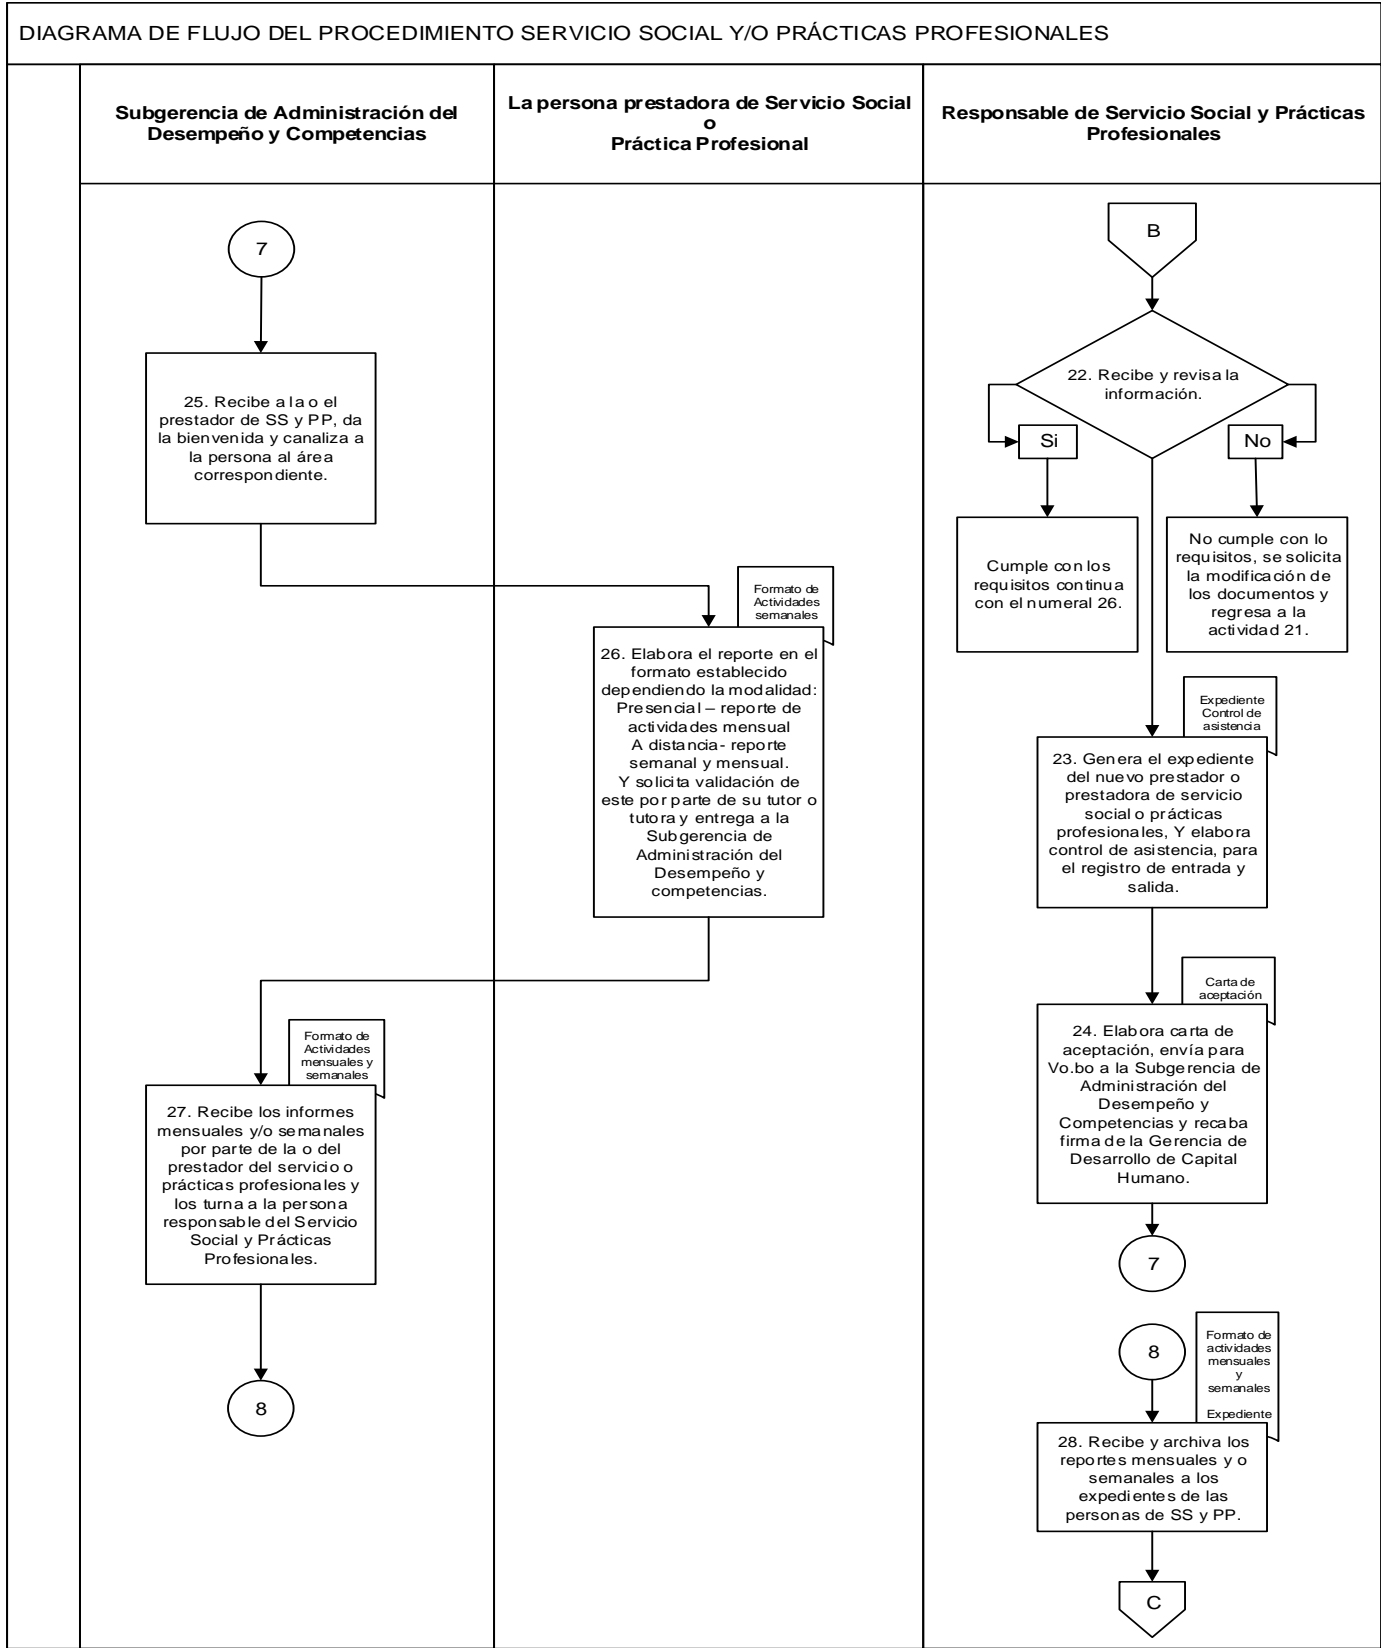 DIAGRAMA DE FLUJO DEL PROCEDIMIENTO SERVICIO SOCIAL Y/O PRÁCTICAS PROFESIONALES
Subgerencia de Administración del
Desempeño y Competencias
La persona prestadora de Servicio Social
o
Práctica Profesional
Responsable de Servicio Social y Prácticas
Profesionales
7
25. Recibe a la o el
prestador de SS y PP, da
la bienvenida y canaliza a
la persona al área
correspondiente.
Formato de
Actividades
semanales
26. Elabora el reporte en el
formato establecido
dependiendo la modalidad:
Presencial – reporte de
actividades mensual
A distancia- reporte
semanal y mensual.
Y solicita validación de
este por parte de su tutor o
tutora y entrega a la
Subgerencia de
Administración del
Desempeño y
competencias.
Formato de
Actividades
mensuales y
semanales
27. Recibe los informes
mensuales y/o semanales
por parte de la o del
prestador del servicio o
prácticas profesionales y
los turna a la persona
responsable del Servicio
Social y Prácticas
Profesionales.
8
B
22. Recibe y revisa la
información.
Si
No
Cumple con los
requisitos continua
con el numeral 26.
No cumple con lo
requisitos, se solicita
la modificación de
los documentos y
regresa a la
actividad 21.
Expediente
Control de
asistencia
23. Genera el expediente
del nuevo prestador o
prestadora de servicio
social o prácticas
profesionales, Y elabora
control de asistencia, para
el registro de entrada y
salida.
Carta de
aceptación
24. Elabora carta de
aceptación, envía para
Vo.bo a la Subgerencia de
Administración del
Desempeño y
Competencias y recaba
firma de la Gerencia de
Desarrollo de Capital
Humano.
7
8
Formato de
actividades
mensuales
y
semanales
Expediente
28. Recibe y archiva los
reportes mensuales y o
semanales a los
expedientes de las
personas de SS y PP.
C